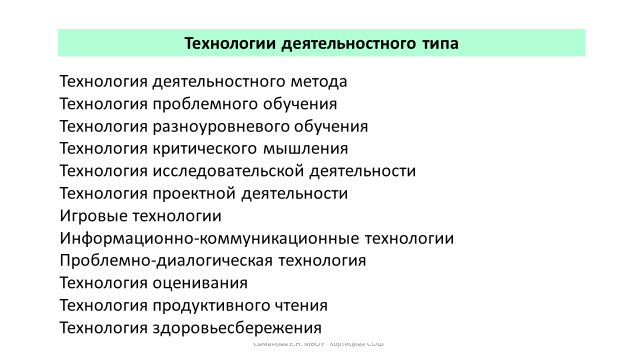 Технологии деятельностного типа
Технология деятельностного метода
Технология проблемного обучения
Технология разноуровневого обучения
Технология критического мышления
Технология исследовательской деятельности
Технология проектной деятельности
Игровые технологии
Информационно-коммуникационные технологии
Проблемно-диалогическая технология
Технология оценивания
Технология продуктивного чтения
Технология здоровьесбережения
Семенова Е.Н. МБОУ "Хортицкая СОШ"